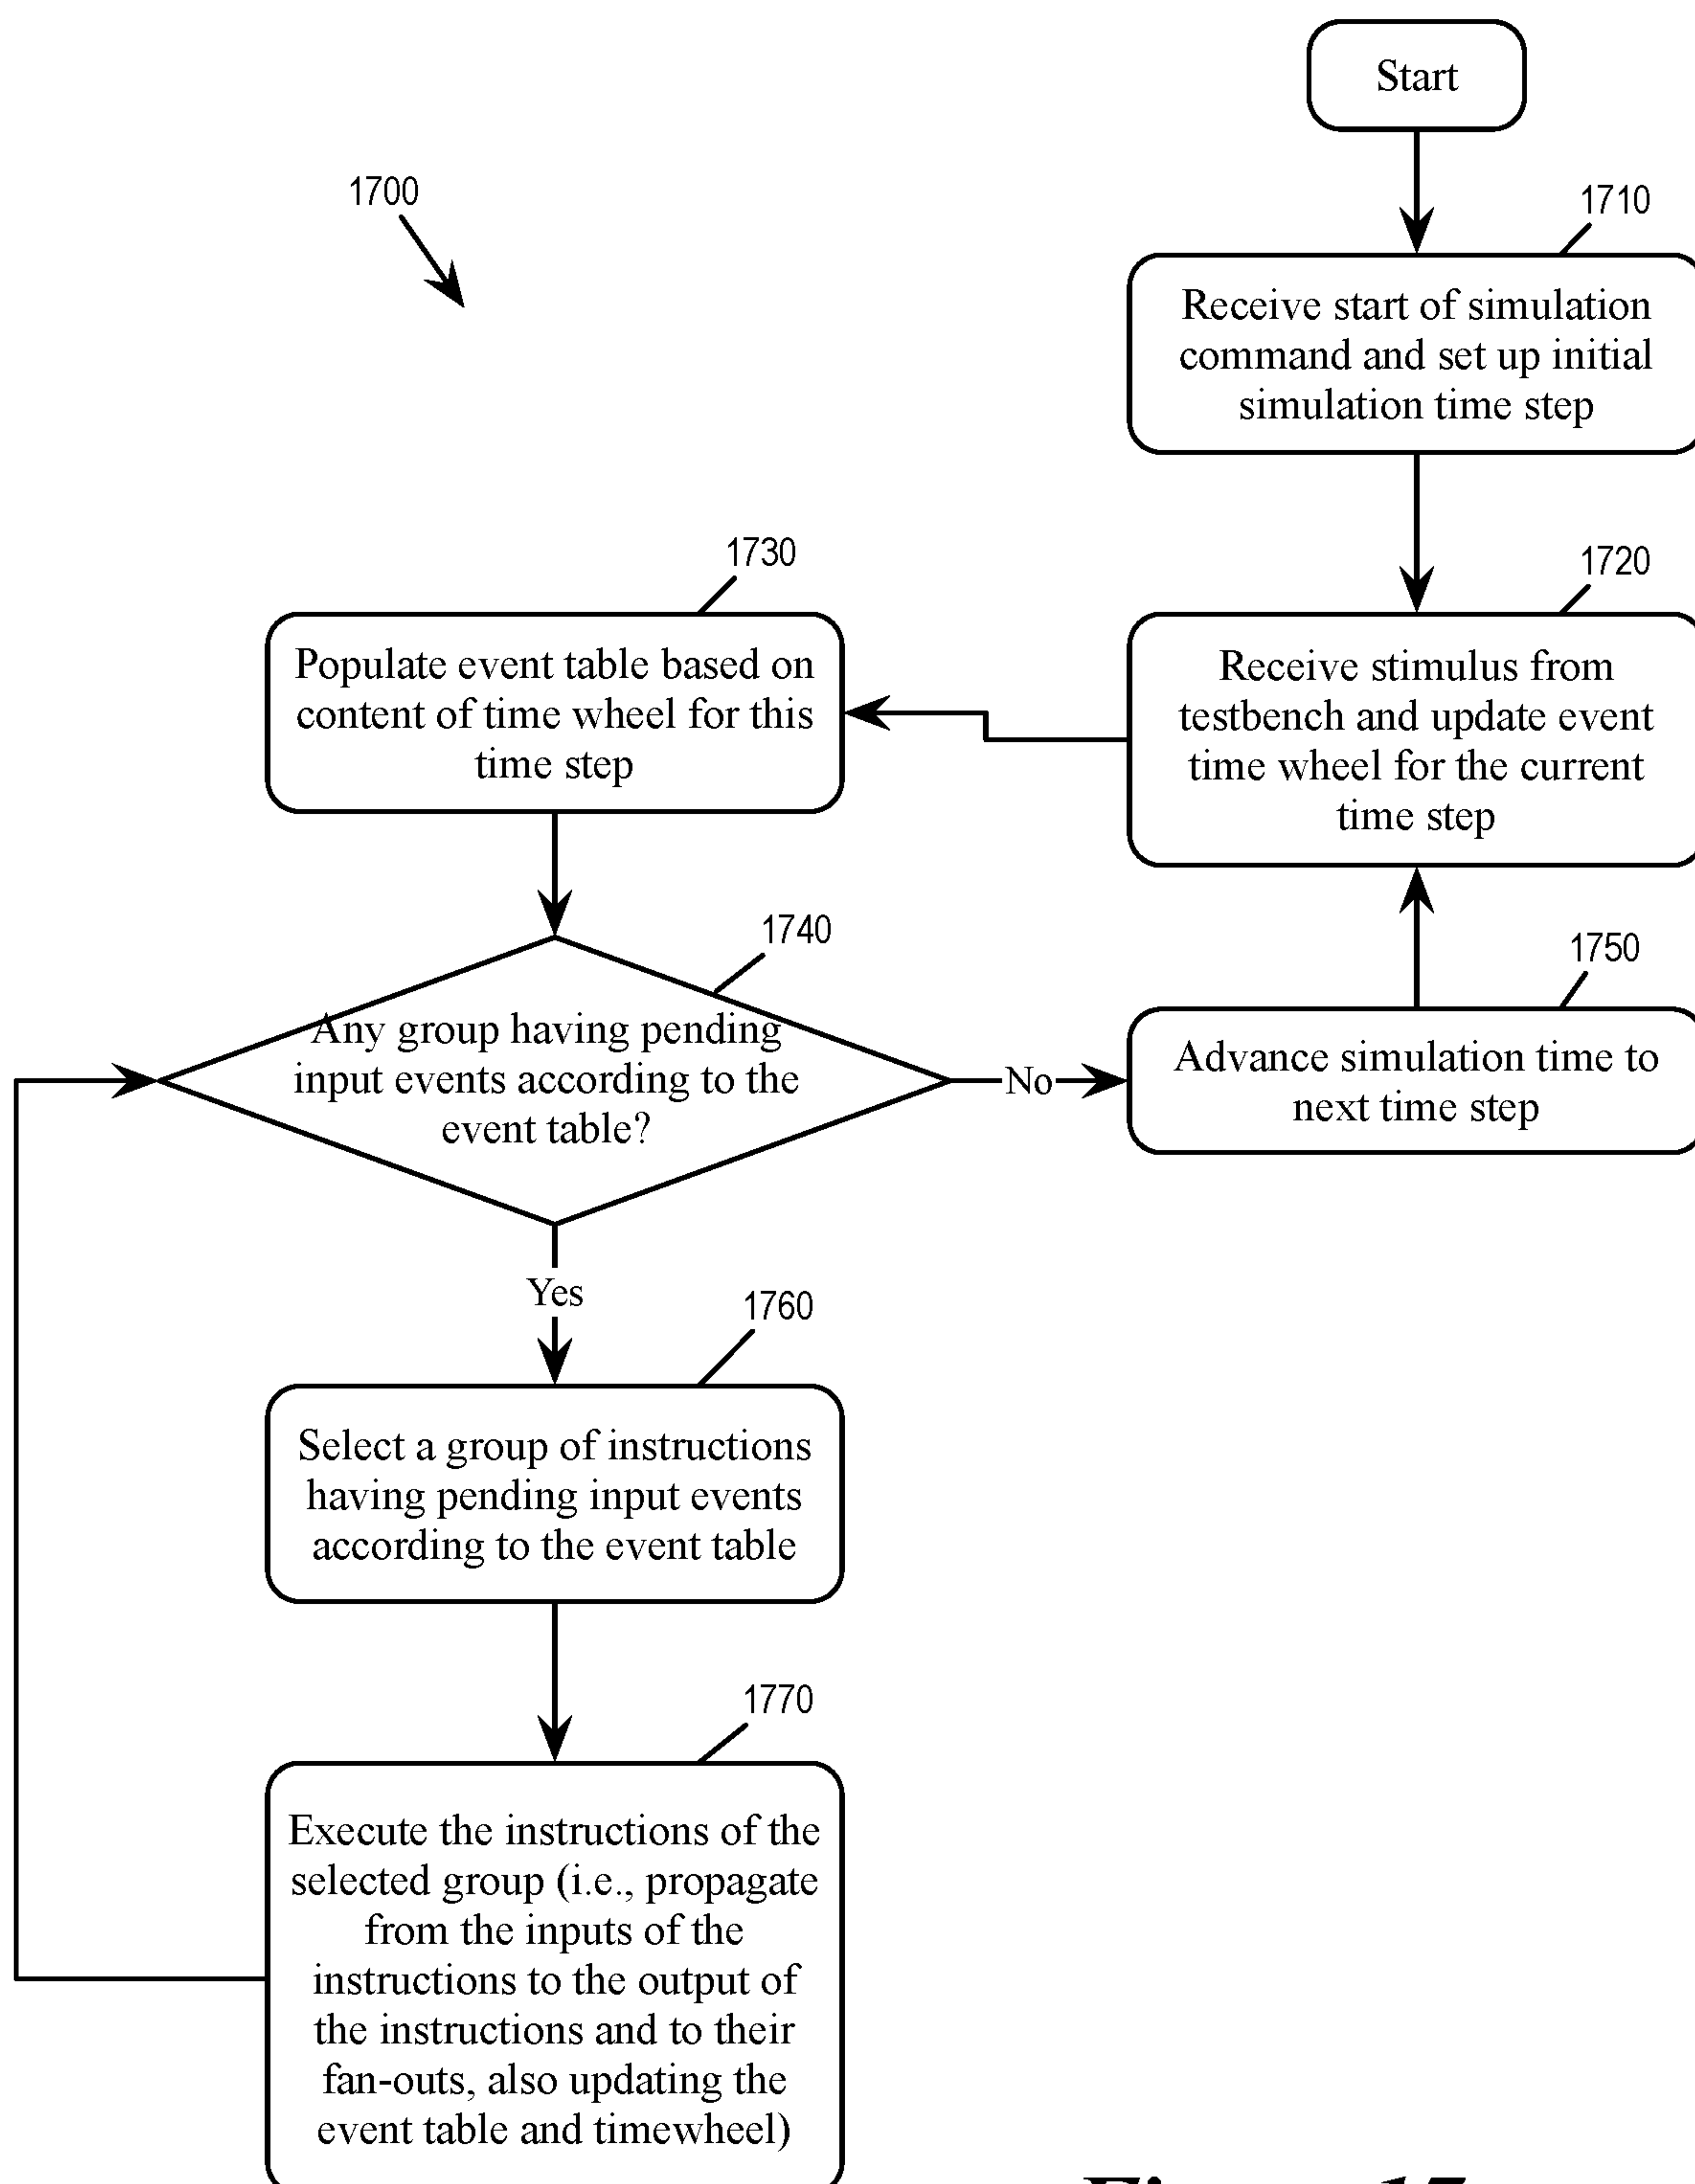 Start
1700
1710
Receive start of simulation
command and set up initial
simulation time step
1730
1720
Populate event table based on
content of time wheel for this
time step
Receive stimulus from
testbench and update event
time wheel for the current
time step
1740
1750
Any group having pending
input events according to the
event table?
No
Advance simulation time to
next time step
Yes
1760
Select a group of instructions
having pending input events
according to the event table
1770
Execute the instructions of the
selected group (i.e., propagate
from the inputs of the
instructions to the output of
the instructions and to their
fan-outs, also updating the
event table and timewheel)